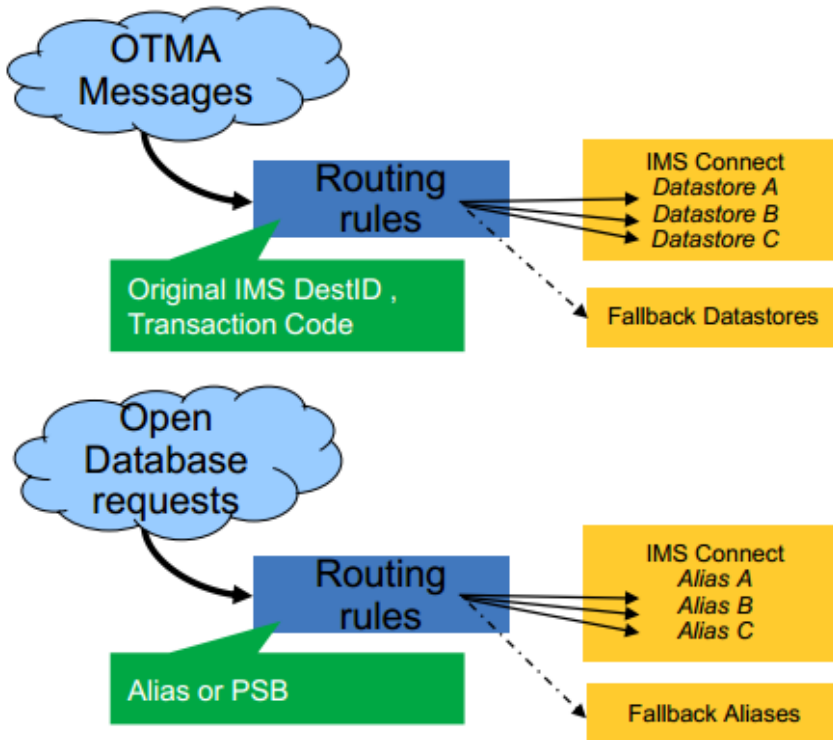 OTMA
Messages
Routing
rules
IMS Connect
Datastore A
Datastore B
Datastore C
Original IMS DestID ,
Transaction Code
Fallback Datastores
Open
Database
requests
Routing
rules
IMS Connect
Alias A
Alias B
Alias C
Alias or PSB
Fallback Aliases